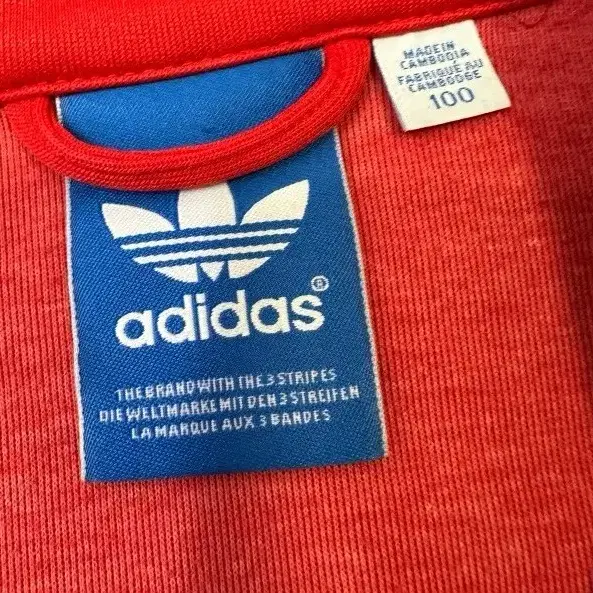 MADE IN
CAMBODIA
FABRIQUÉ AU
CAMBODGE
100
adidas®
THE BRAND WITH THE 3 STRIPES
DIE WELTMARKE MIT DEN 3 STREIFEN
LA MARQUE AUX 3 BANDES